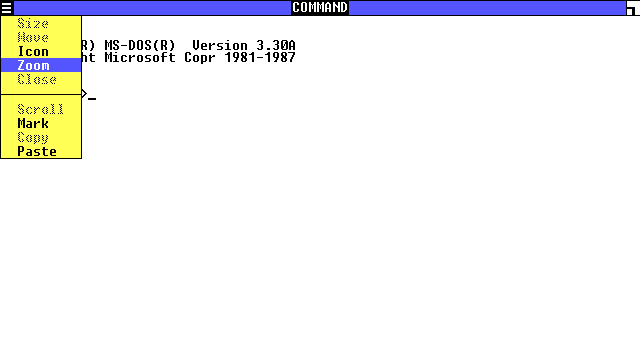 COMMAND
Size
Move
Icon
R) MS-DOS(R) Version 3.30A
Zoom
ht Microsoft Copr 1981-1987
Close
>_
Scroll
Mark
Copy
Paste